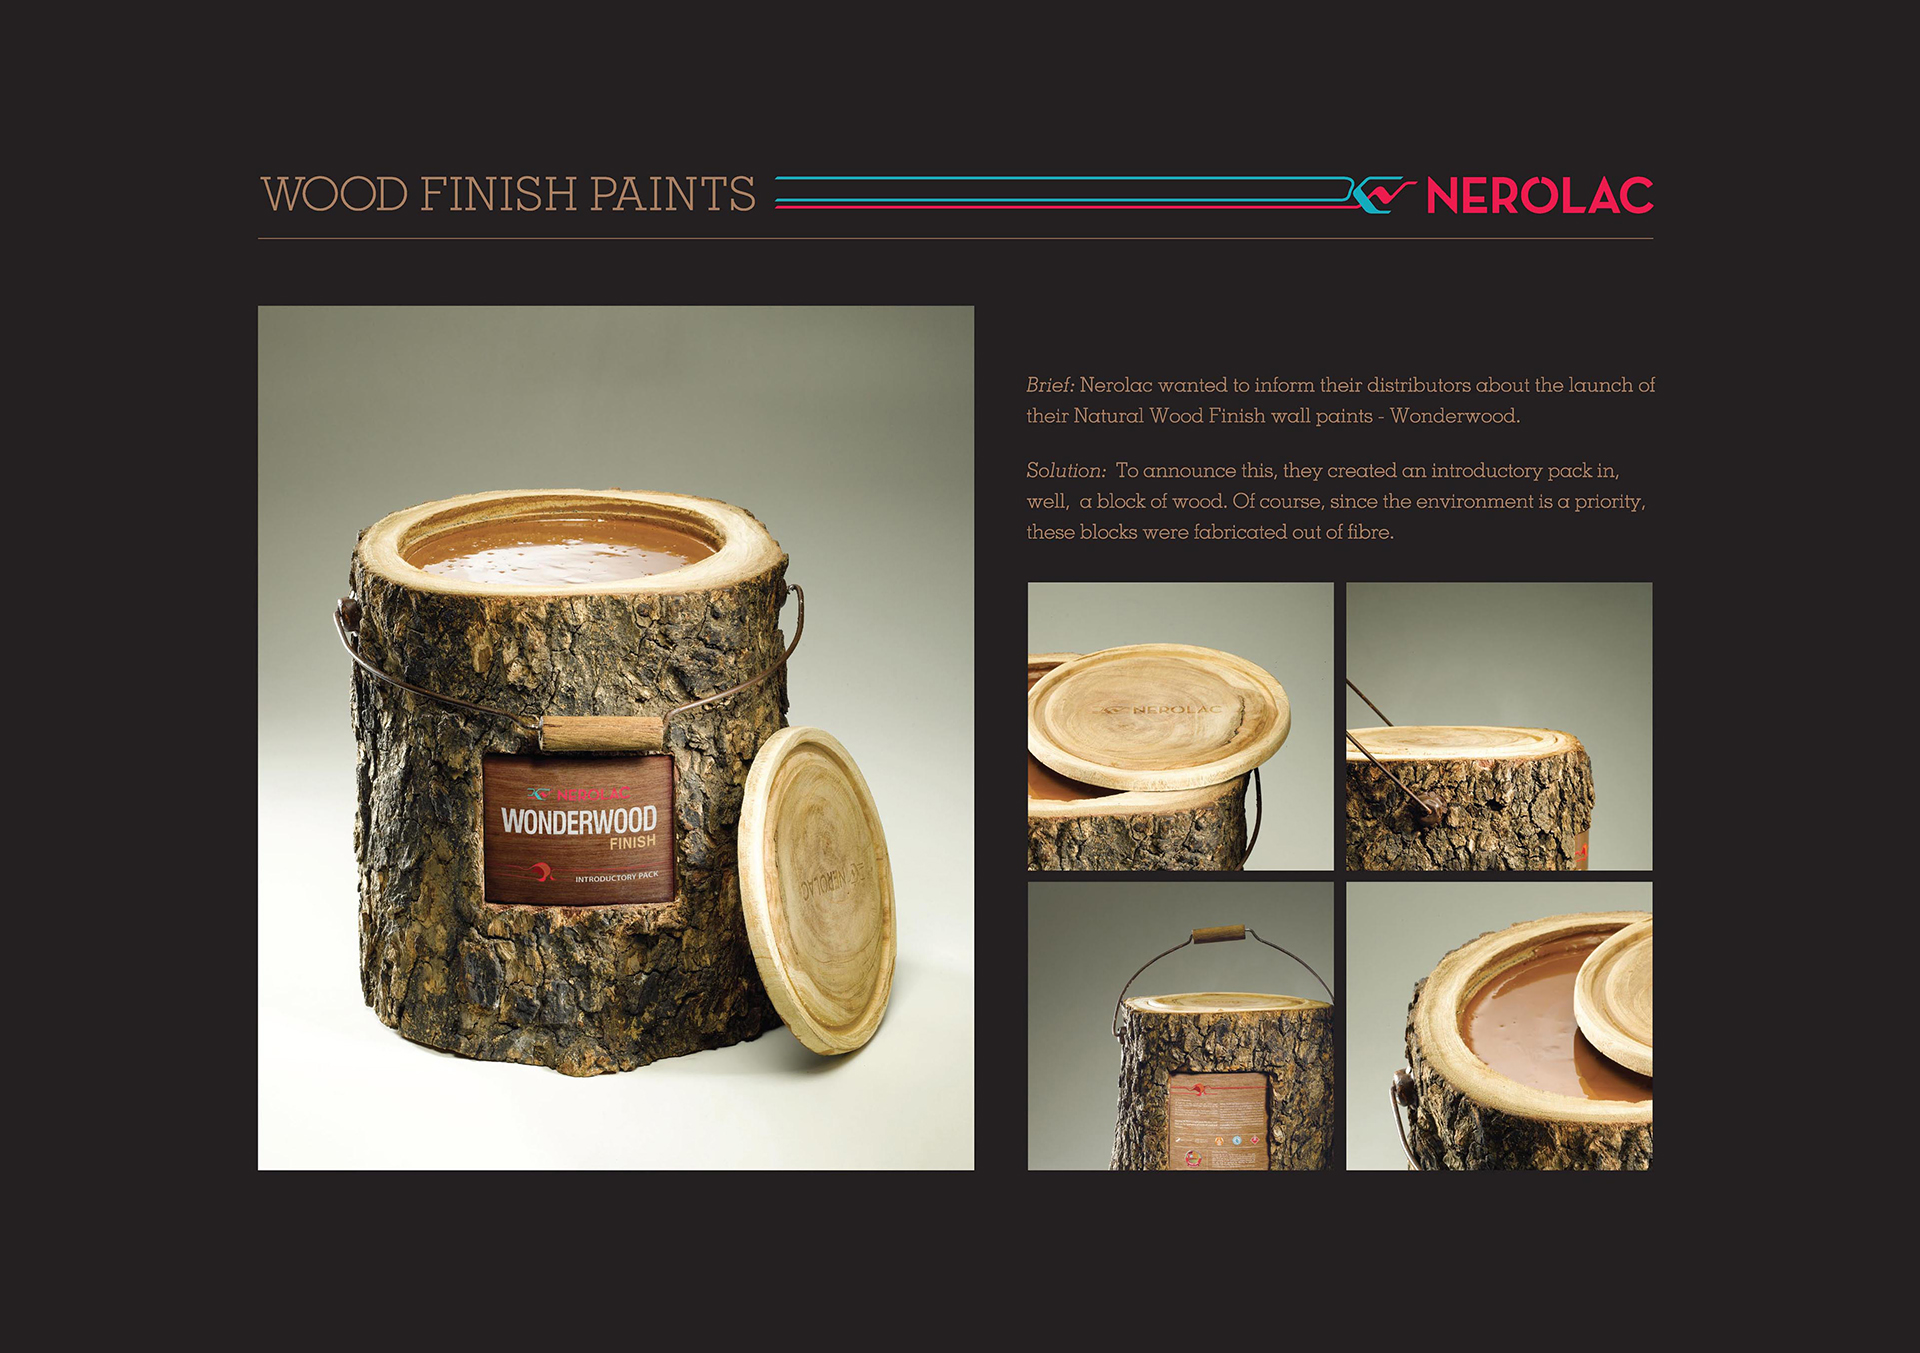 WOOD FINISH PAINTS
NEROLAC
Brief: Nerolac wanted to inform their distributors about the launch of
their Natural Wood Finish wall paints - Wonderwood.
Solution: To announce this, they created an introductory pack in,
well, a block of wood. Of course, since the environment is a priority,
these blocks were fabricated out of fibre.
NEROLAC
WONDERWOOD
FINISH
INTRODUCTORY PACK
NEROLAC
NEROLAC